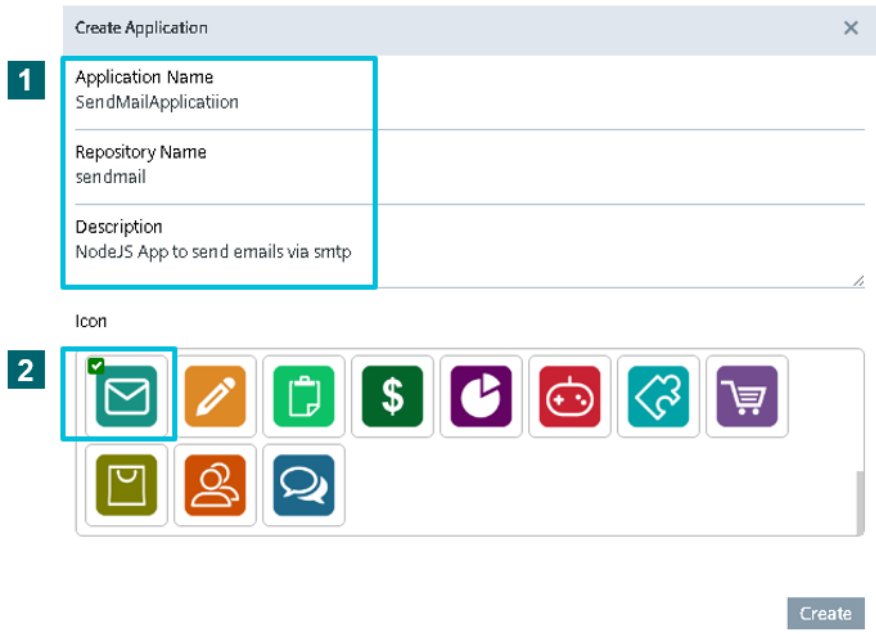 Create Application
1
Application Name
SendMailApplicatiion
Repository Name
sendmail
Description
NodeJS App to send emails via smtp
Icon
2
$
Create